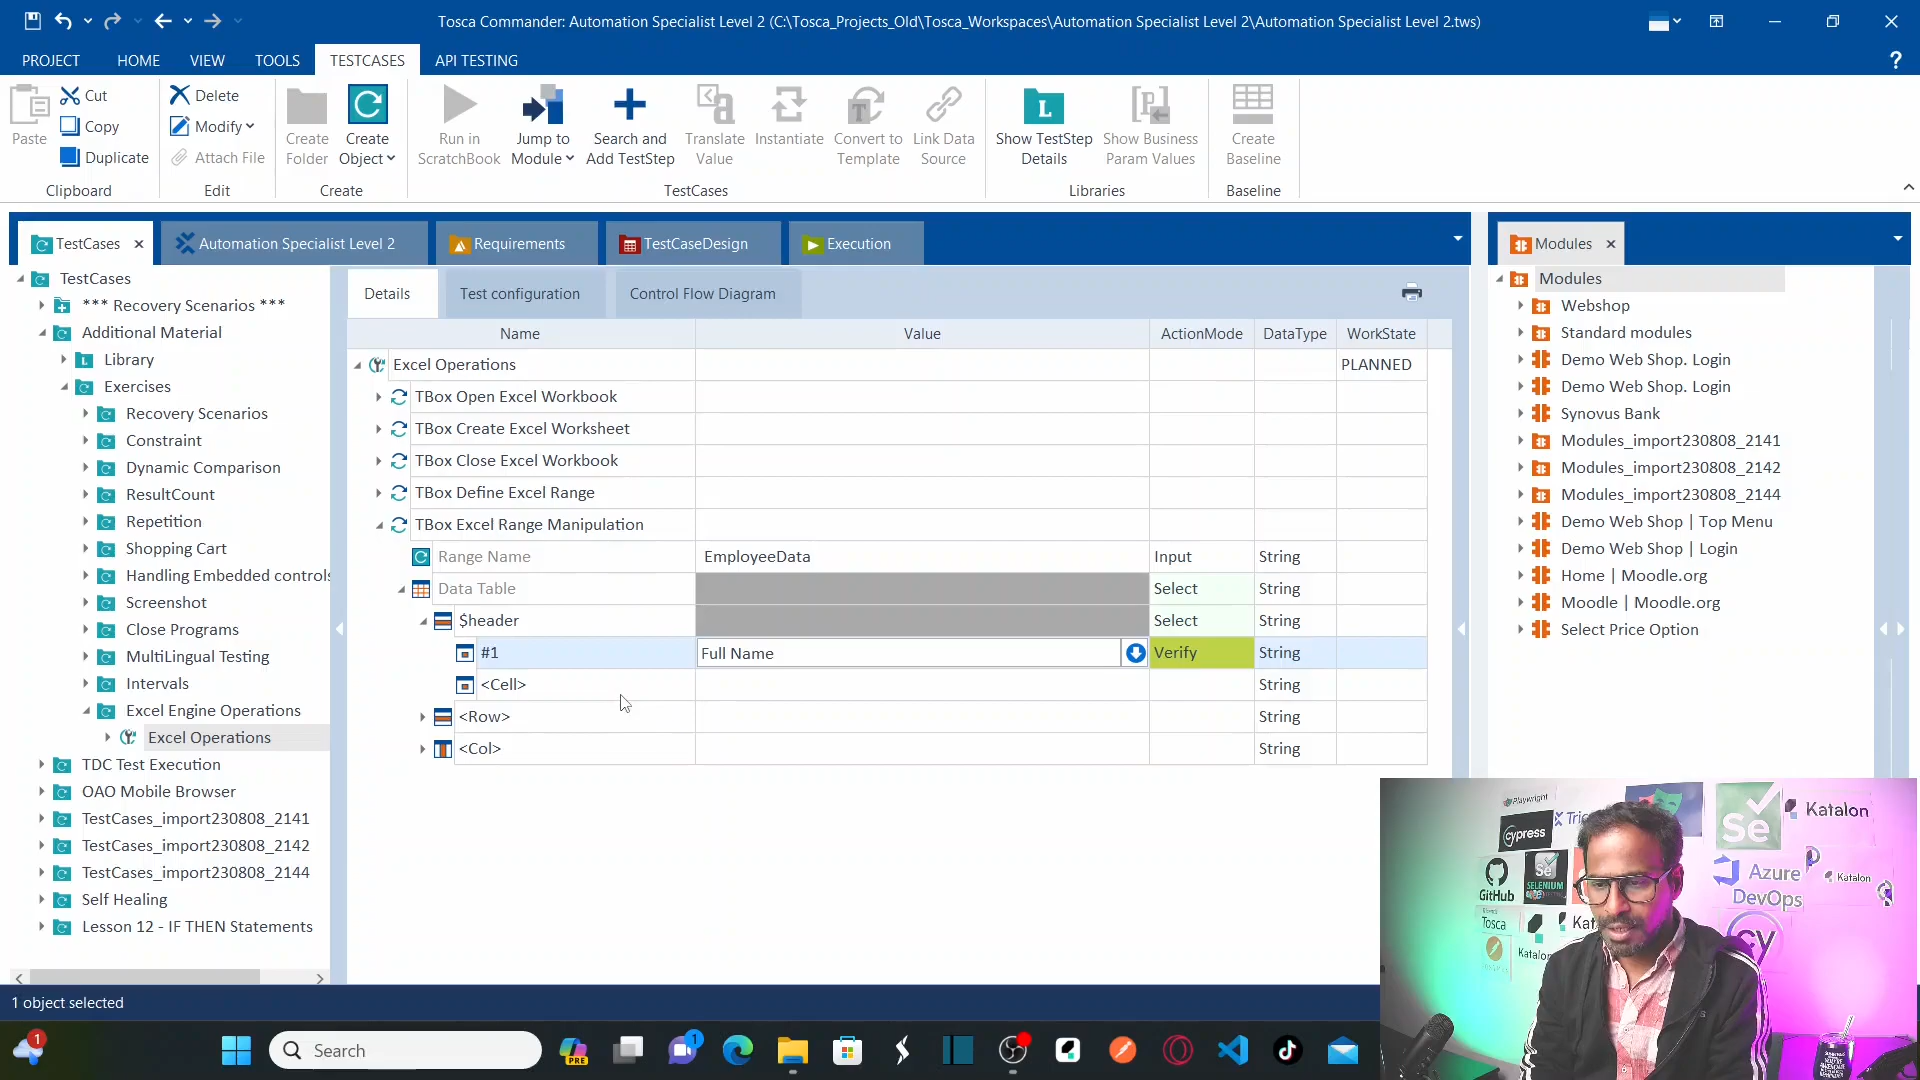 Tosca Commander: Automation Specialist Level 2 (C:\Tosca_Projects_Old\Tosca_Workspaces\Automation Specialist Level 2\Automation Specialist Level 2.tws)
PROJECT HOME VIEW TOOLS TESTCASES API TESTING ?
Paste Cut Copy Duplicate Clipboard
Delete Modify Attach File Edit
Create Folder Create Object Create
Run in ScratchBook Jump to Module Search and Add TestStep Translate Value Instantiate Convert to Template Link Data Source TestCases
Show TestStep Details Show Business Param Values Libraries
Create Baseline Baseline
TestCases Automation Specialist Level 2 Requirements TestCaseDesign Execution Modules
TestCases
*** Recovery Scenarios ***
Additional Material
Library
Exercises
Recovery Scenarios
Constraint
Dynamic Comparison
ResultCount
Repetition
Shopping Cart
Handling Embedded controls
Screenshot
Close Programs
MultiLingual Testing
Intervals
Excel Engine Operations
Excel Operations
TDC Test Execution
OAO Mobile Browser
TestCases_import230808_2141
TestCases_import230808_2142
TestCases_import230808_2144
Self Healing
Lesson 12 - IF THEN Statements
Details Test configuration Control Flow Diagram
Name Value ActionMode DataType WorkState
Excel Operations PLANNED
TBox Open Excel Workbook
TBox Create Excel Worksheet
TBox Close Excel Workbook
TBox Define Excel Range
TBox Excel Range Manipulation
Range Name EmployeeData Input String
Data Table Select String
$header Select String
#1 Full Name Verify String
<Cell> String
<Row> String
<Col> String
Modules
Webshop
Standard modules
Demo Web Shop. Login
Demo Web Shop. Login
Synovus Bank
Modules_import230808_2141
Modules_import230808_2142
Modules_import230808_2144
Demo Web Shop | Top Menu
Demo Web Shop | Login
Home | Moodle.org
Moodle | Moodle.org
Select Price Option
Playwright
cypress
Se
Katalon
GitHub
SELENIUM
Azure DevOps
Katalon
Tosca
cy
1 object selected
1
Search
PRE
1